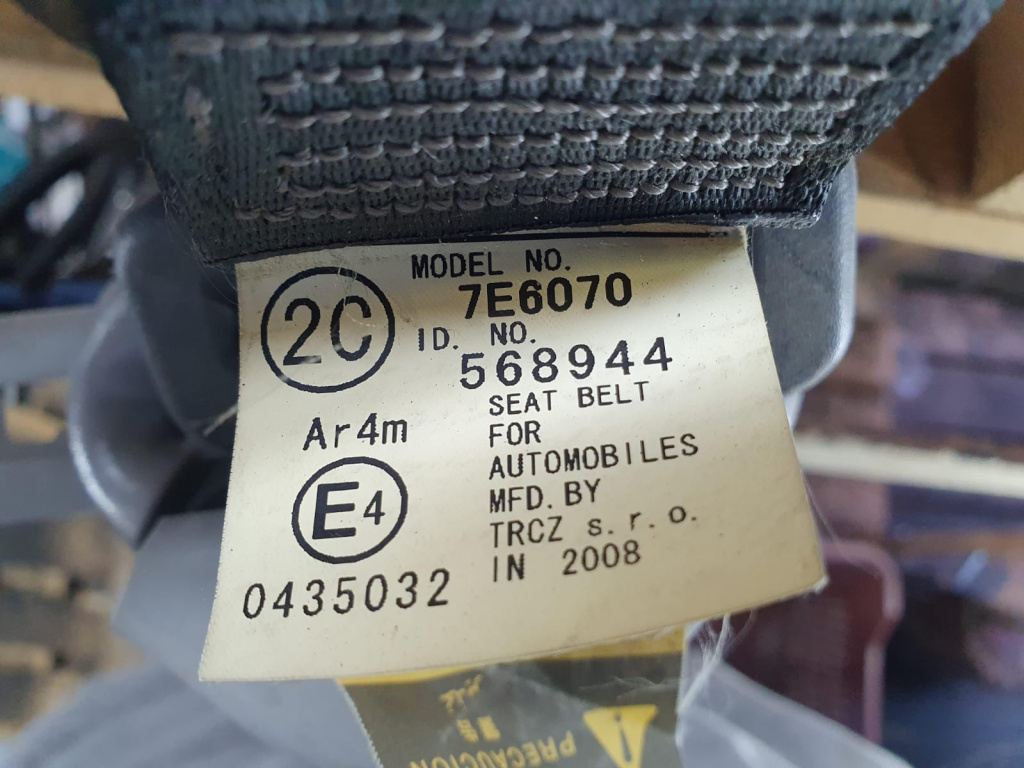 2C
MODEL NO.
7E6070
ID. NO.
568944
Ar4m
SEAT BELT
FOR
AUTOMOBILES
E4
MFD. BY
TRCZ s.r.o.
IN 2008
0435032
PRECAUCIÓN